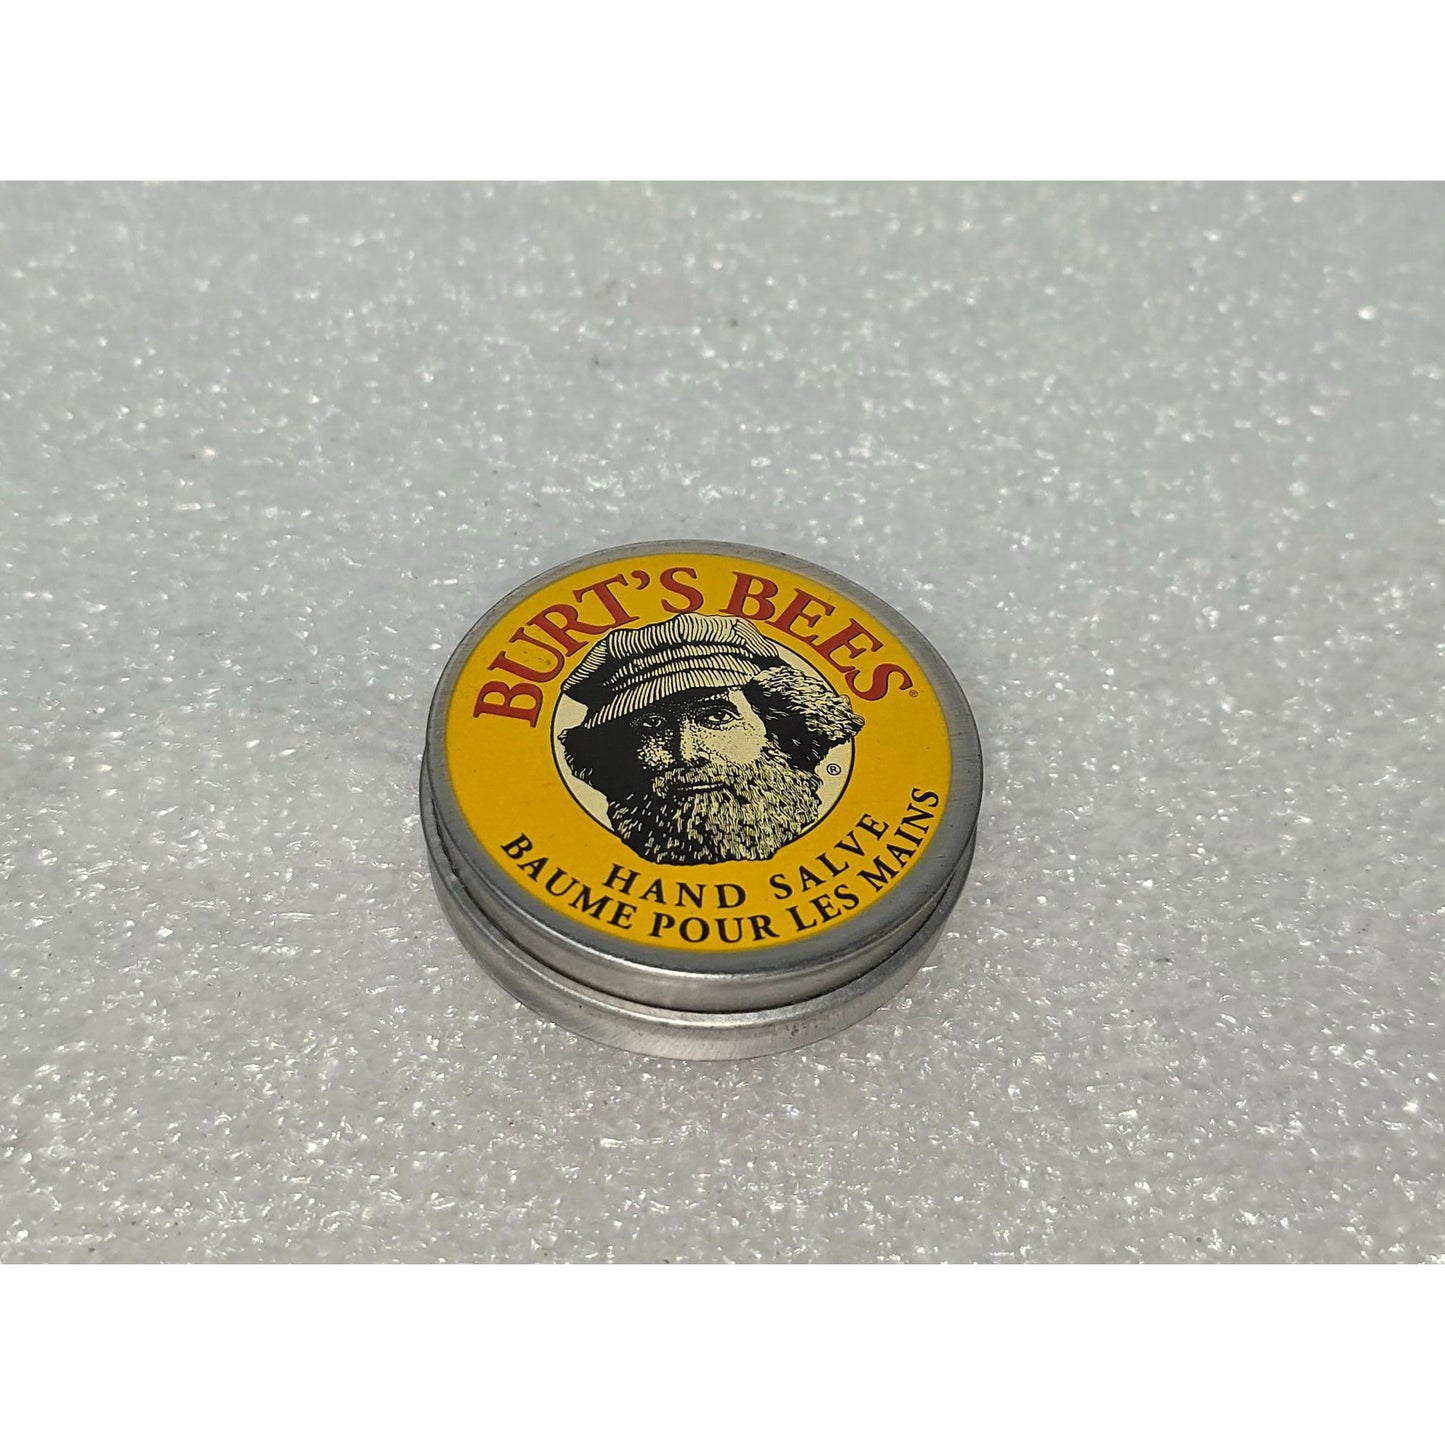 BURT'S BEES®
®
HAND SALVE
BAUME POUR LES MAINS